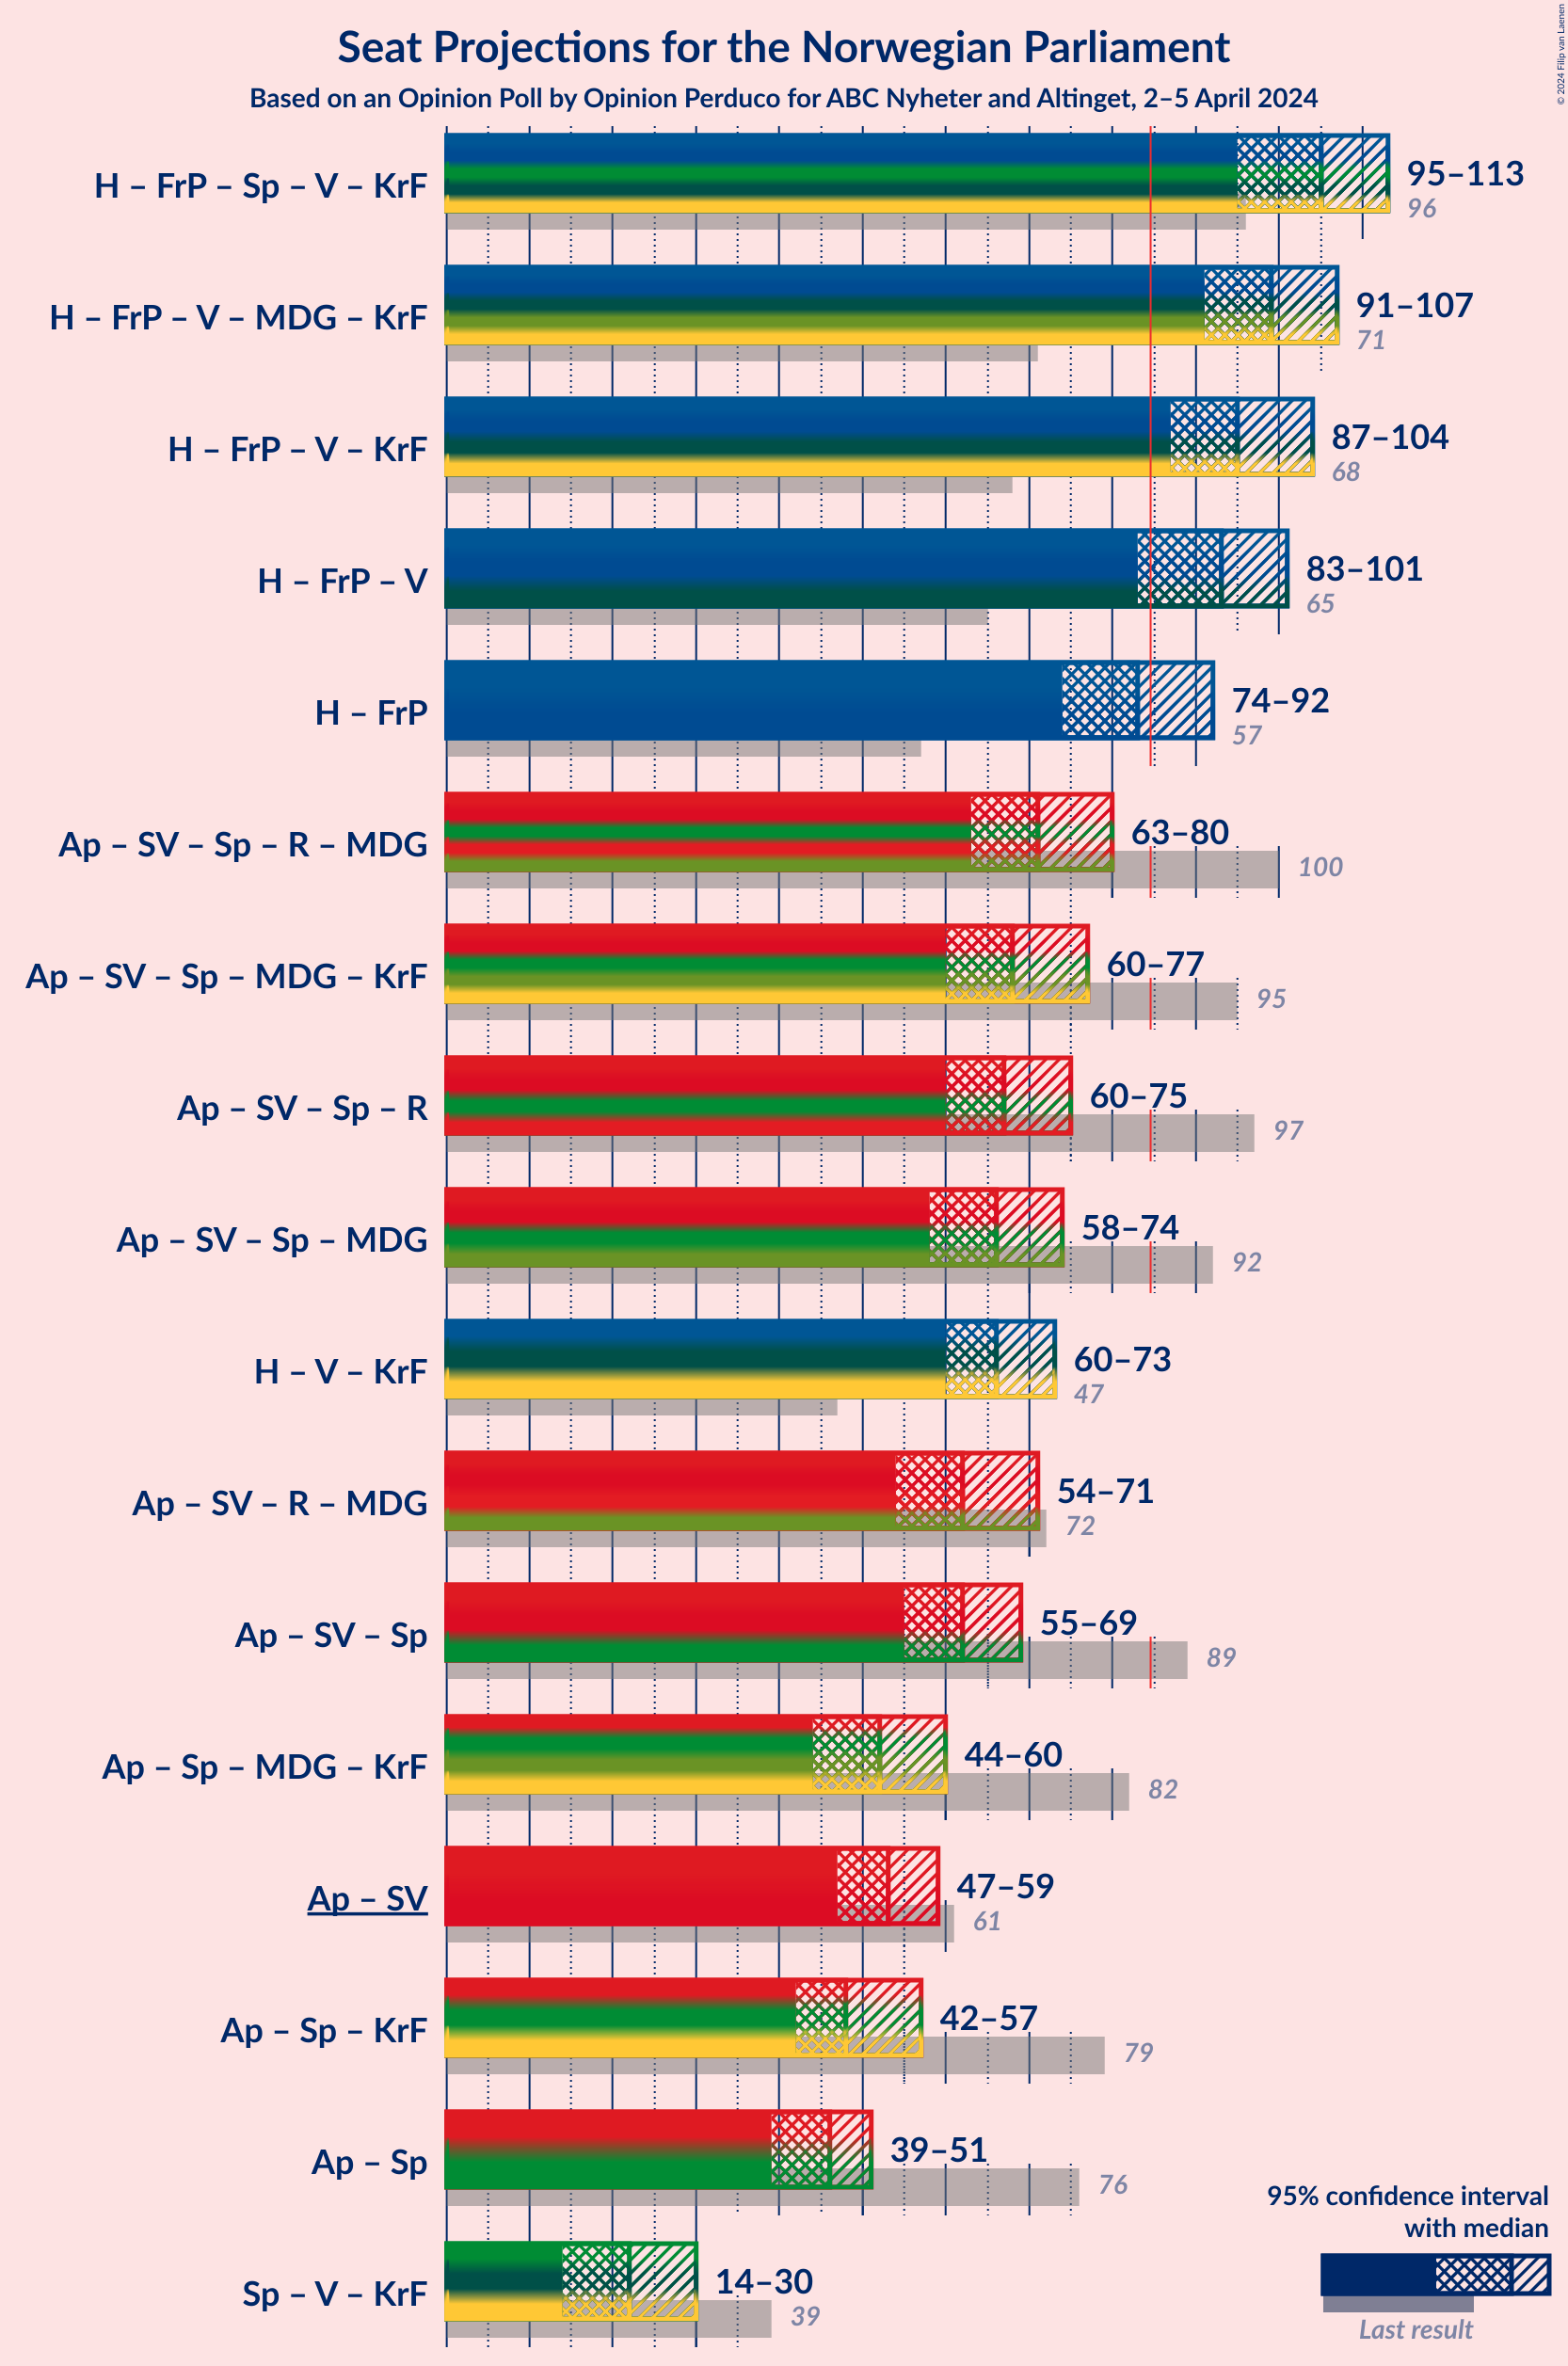 Seat Projections for the Norwegian Parliament
Based on an Opinion Poll by Opinion Perduco for ABC Nyheter and Altinget, 2–5 April 2024
© 2024 Filip van Laenen
H – FrP – Sp – V – KrF
95–113
96
H – FrP – V – MDG – KrF
91–107
71
H – FrP – V – KrF
87–104
68
H – FrP – V
83–101
65
H – FrP
74–92
57
Ap – SV – Sp – R – MDG
63–80
100
Ap – SV – Sp – MDG – KrF
60–77
95
Ap – SV – Sp – R
60–75
97
Ap – SV – Sp – MDG
58–74
92
H – V – KrF
60–73
47
Ap – SV – R – MDG
54–71
72
Ap – SV – Sp
55–69
89
Ap – Sp – MDG – KrF
44–60
82
Ap – SV
47–59
61
Ap – Sp – KrF
42–57
79
Ap – Sp
39–51
76
Sp – V – KrF
14–30
39
95% confidence interval
with median
Last result